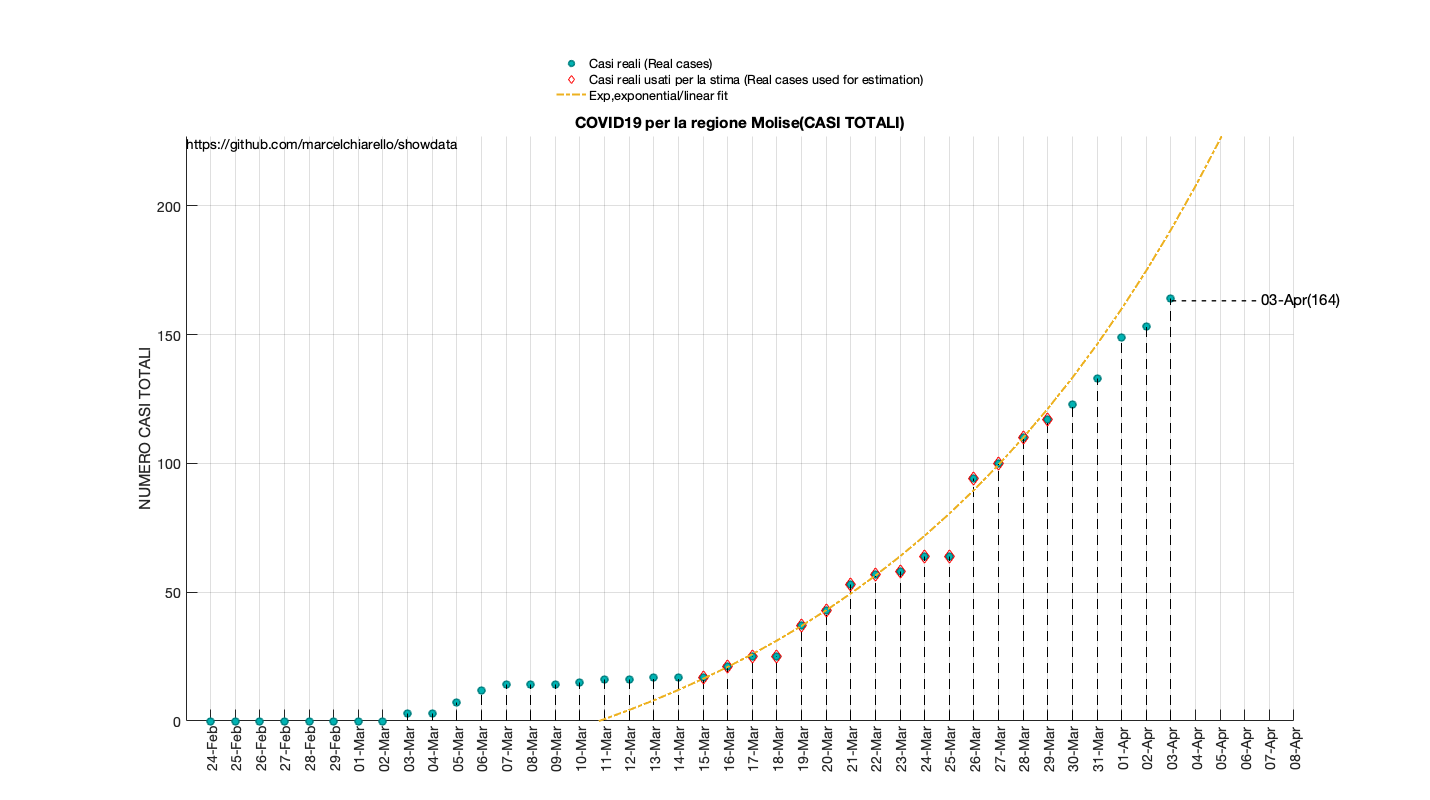 Casi reali (Real cases)
Casi reali usati per la stima (Real cases used for estimation)
Exp,exponential/linear fit
COVID19 per la regione Molise(CASI TOTALI)
https://github.com/marcelchiarello/showdata
NUMERO CASI TOTALI
200
150
100
50
0
03-Apr(164)
24-Feb
25-Feb
26-Feb
27-Feb
28-Feb
29-Feb
01-Mar
02-Mar
03-Mar
04-Mar
05-Mar
06-Mar
07-Mar
08-Mar
09-Mar
10-Mar
11-Mar
12-Mar
13-Mar
14-Mar
15-Mar
16-Mar
17-Mar
18-Mar
19-Mar
20-Mar
21-Mar
22-Mar
23-Mar
24-Mar
25-Mar
26-Mar
27-Mar
28-Mar
29-Mar
30-Mar
31-Mar
01-Apr
02-Apr
03-Apr
04-Apr
05-Apr
06-Apr
07-Apr
08-Apr